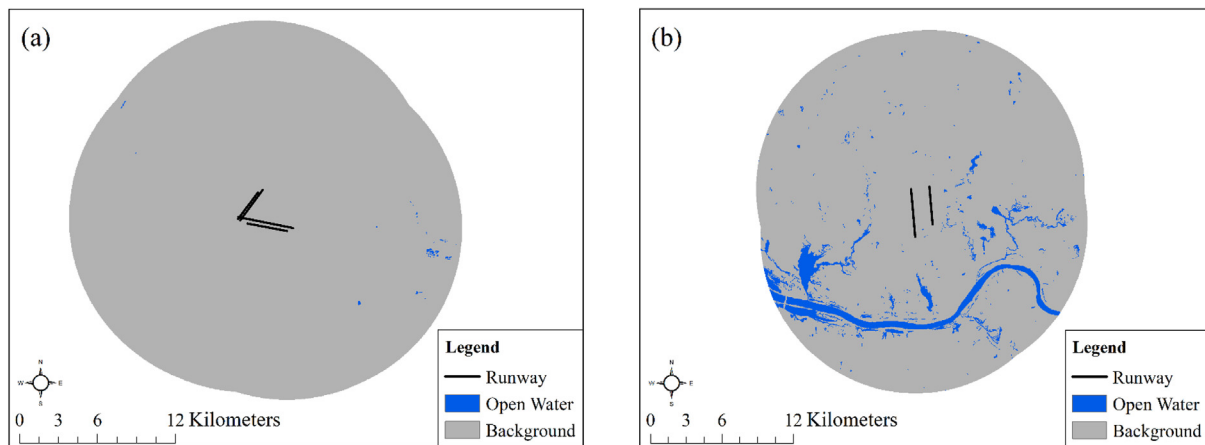 (a)
Legend
Runway
Open Water
Background
N
W E
S
0 3 6 12 Kilometers
(b)
Legend
Runway
Open Water
Background
N
W E
S
0 3 6 12 Kilometers